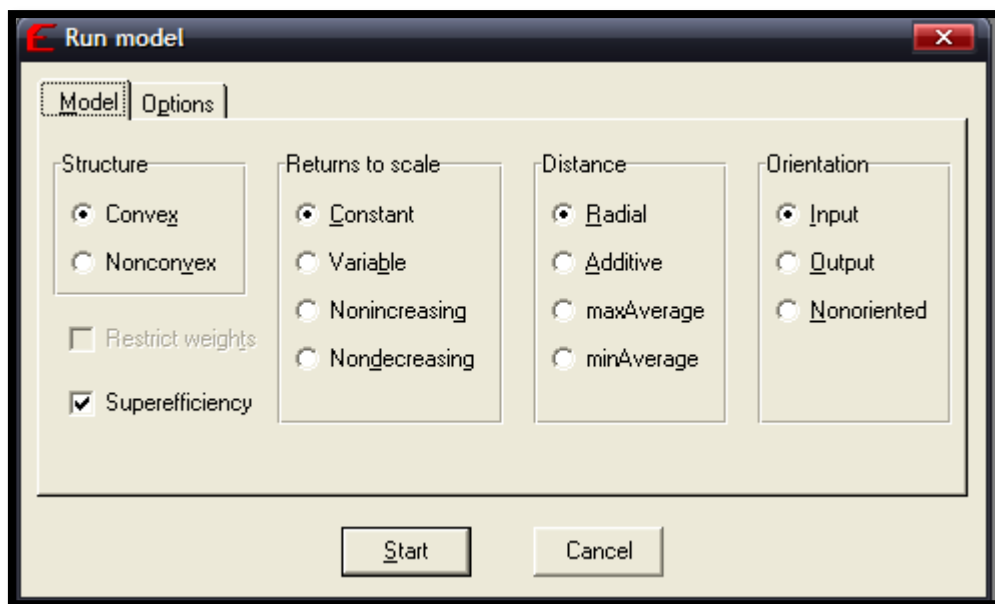 Run model
Model
Options
Structure
Convex
Nonconvex
Restrict weights
Superefficiency
Returns to scale
Constant
Variable
Nonincreasing
Nondecreasing
Distance
Radial
Additive
maxAverage
minAverage
Orientation
Input
Output
Nonoriented
Start
Cancel